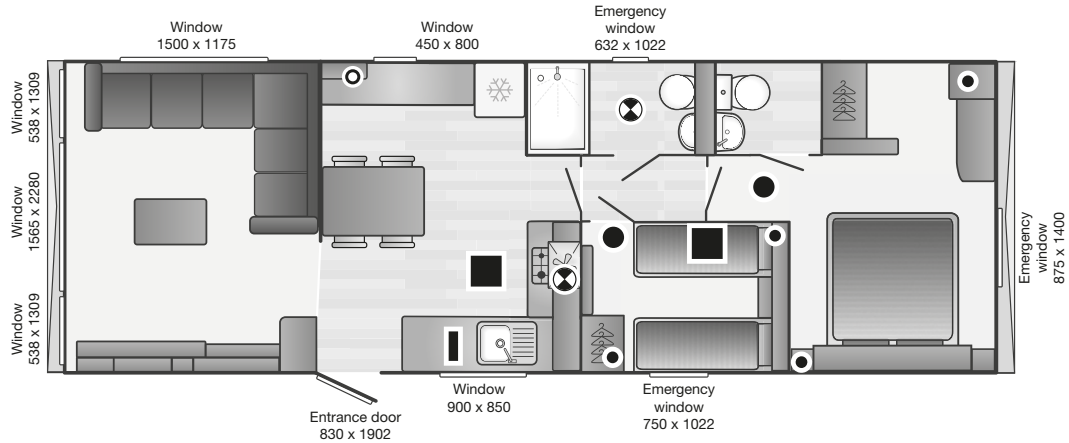 Window
1500 x 1175
Window
450 x 800
Emergency
window
632 x 1022
Window
538 x 1309
Window
1565 x 2280
Window
538 x 1309
Emergency
window
875 x 1400
Entrance door
830 x 1902
Window
900 x 850
Emergency
window
750 x 1022